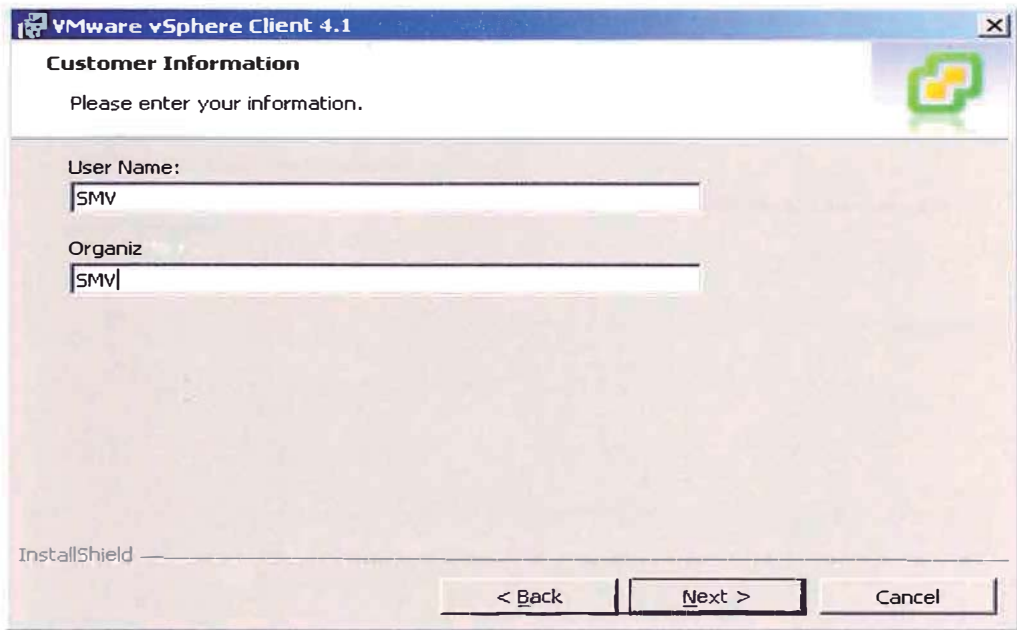 VMware vSphere Client 4.1
Customer Information
Please enter your information.
User Name:
SMV
Organiz
SMV
InstallShield
< Back
Next >
Cancel